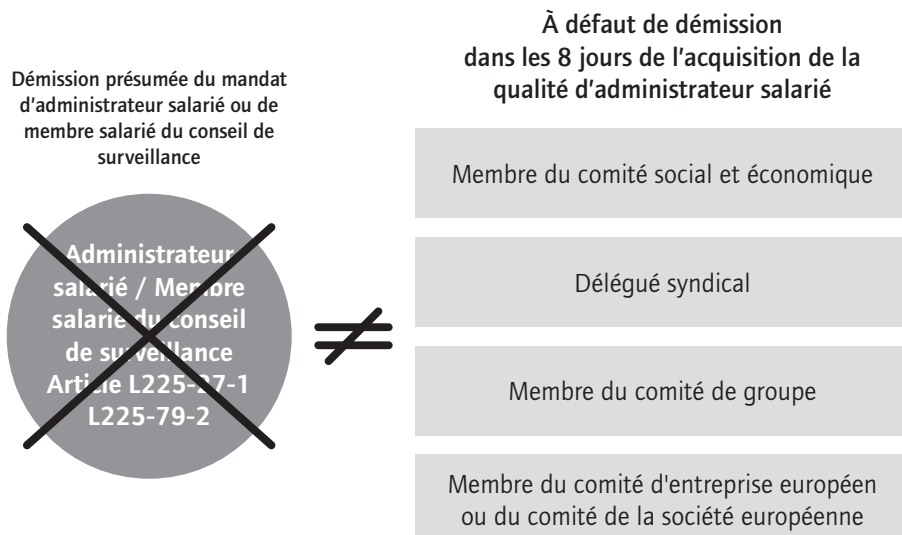 Démission présumée du mandat
d'administrateur salarié ou de
membre salarié du conseil de
surveillance
Administrateur
salarié / Membre
salarié du conseil
de surveillance
Article L225-27-1
L225-79-2
≠
À défaut de démission
dans les 8 jours de l'acquisition de la
qualité d'administrateur salarié
Membre du comité social et économique
Délégué syndical
Membre du comité de groupe
Membre du comité d'entreprise européen
ou du comité de la société européenne